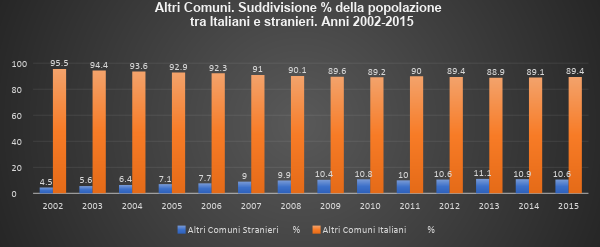 Altri Comuni. Suddivisione % della popolazione
tra Italiani e stranieri. Anni 2002-2015
95.5 94.4 93.6 92.9 92.3 91 90.1 89.6 89.2 90 89.4 88.9 89.1 89.4
100
80
60
40
20
0
4.5 5.6 6.4 7.1 7.7 9 9.9 10.4 10.8 10 10.6 11.1 10.9 10.6
2002 2003 2004 2005 2006 2007 2008 2009 2010 2011 2012 2013 2014 2015
Altri Comuni Stranieri % Altri Comuni Italiani %